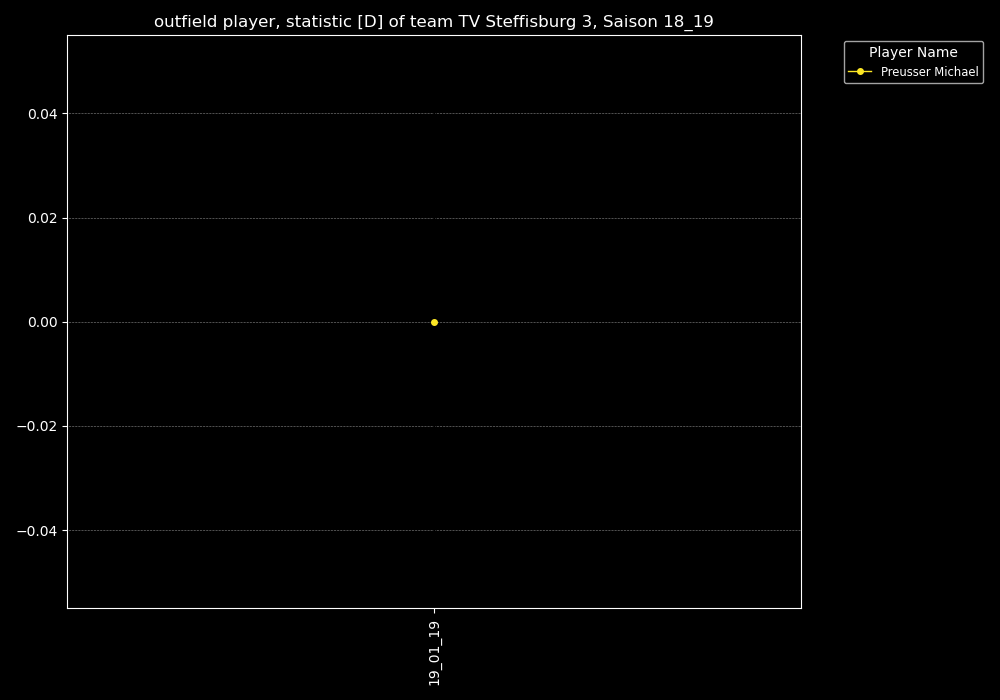 outfield player, statistic [D] of team TV Steffisburg 3, Saison 18_19
Player Name
Preusser Michael
0.04
0.02
0.00
−0.02
−0.04
19_01_19